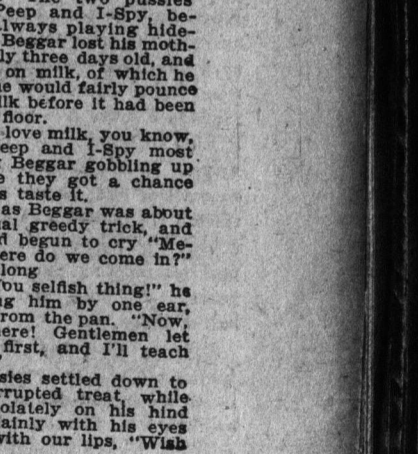 The two pussies
Peep and I-Spy, be-
always playing hide-
Beggar lost his moth-
ly three days old, and
on milk, of which he
e would fairly pounce
ilk before it had been
floor.
love milk, you know,
eep and I-Spy most
Beggar gobbling up
e they got a chance
s taste it.
as Beggar was about
al greedy trick, and
d begun to cry "Me-
ere do we come in?"
long
ou selfish thing!" he
ng him by one ear,
rom the pan. "Now,
ere! Gentlemen let
first, and I'll teach
sies settled down to
rrupted treat, while
olately on his hind
ainly with his eyes
with our lips, "Wish